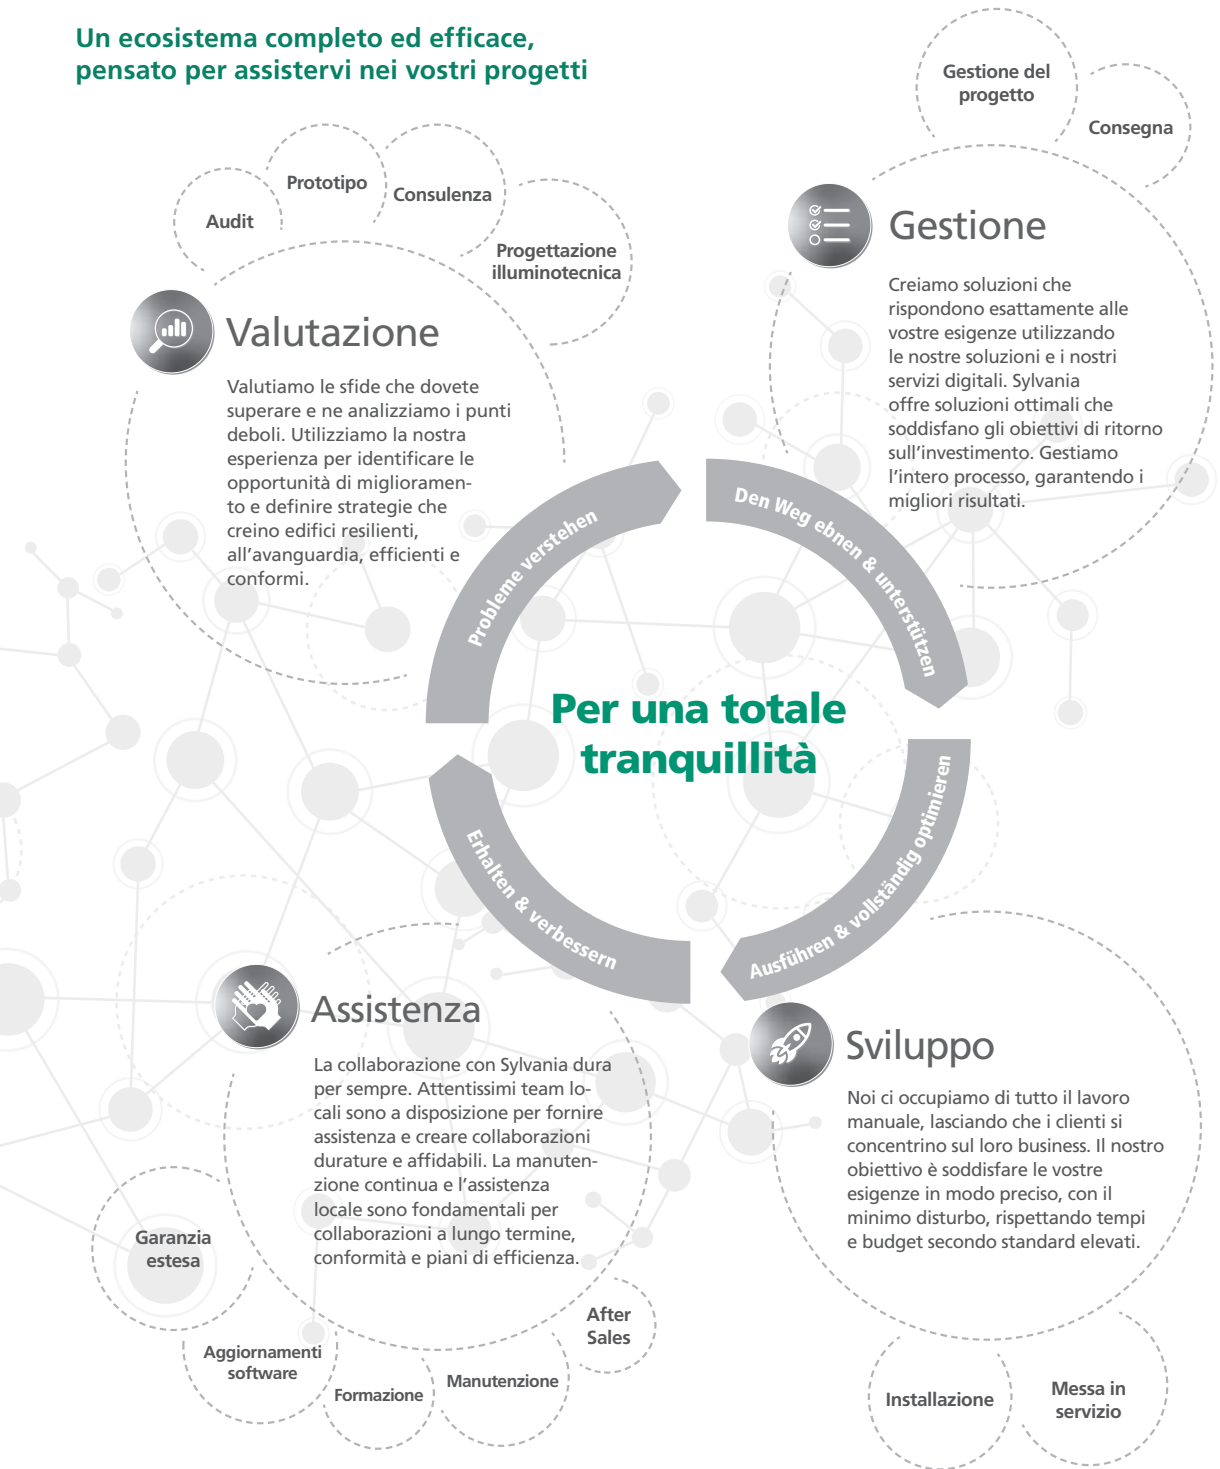 Un ecosistema completo ed efficace,
pensato per assistervi nei vostri progetti
Audit
Prototipo
Consulenza
Progettazione
illuminotecnica
Valutazione
Valutiamo le sfide che dovete
superare e ne analizziamo i punti
deboli. Utilizziamo la nostra
esperienza per identificare le
opportunità di miglioramen-
to e definire strategie che
creino edifici resilienti,
all’avanguardia, efficienti e
conformi.
Gestione del
progetto
Consegna
Gestione
Creiamo soluzioni che
rispondono esattamente alle
vostre esigenze utilizzando
le nostre soluzioni e i nostri
servizi digitali. Sylvania
offre soluzioni ottimali che
soddisfano gli obiettivi di ritorno
sull’investimento. Gestiamo
l’intero processo, garantendo i
migliori risultati.
Probleme verstehen
Den Weg ebnen & unterstützen
Per una totale
tranquillità
Erhalten & verbessern
Ausführen & vollständig optimieren
Assistenza
La collaborazione con Sylvania dura
per sempre. Attentissimi team lo-
cali sono a disposizione per fornire
assistenza e creare collaborazioni
durature e affidabili. La manuten-
zione continua e l’assistenza
locale sono fondamentali per
collaborazioni a lungo termine,
conformità e piani di efficienza.
Garanzia
estesa
Aggiornamenti
software
Formazione
Manutenzione
After
Sales
Sviluppo
Noi ci occupiamo di tutto il lavoro
manuale, lasciando che i clienti si
concentrino sul loro business. Il nostro
obiettivo è soddisfare le vostre
esigenze in modo preciso, con il
minimo disturbo, rispettando tempi
e budget secondo standard elevati.
Installazione
Messa in
servizio